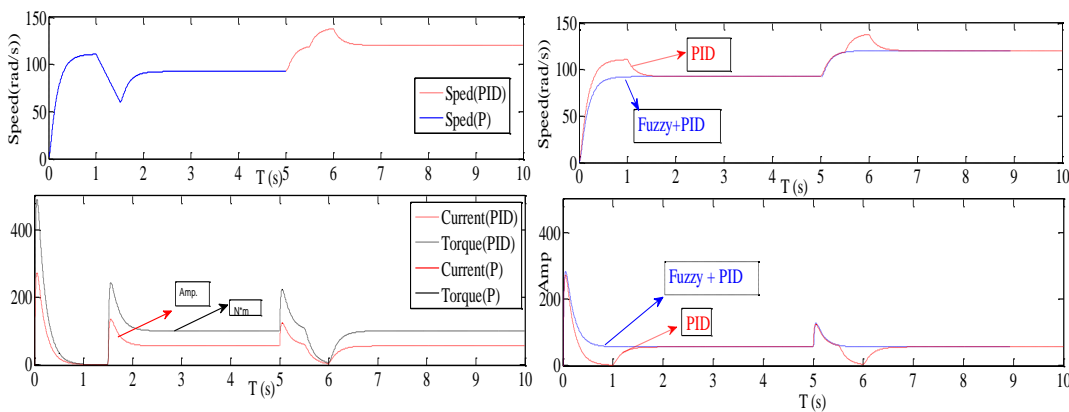 150
100
50
0
Speed(rad/s))
Sped(PID)
Sped(P)
0 1 2 3 4 5 6 7 8 9 10
T (s)
400
200
0
Current(PID)
Torque(PID)
Current(P)
Torque(P)
Amp.
N*m
0 1 2 3 4 5 6 7 8 9 10
T (s)
150
100
50
0
Speed(rad/s))
PID
Fuzzy+PID
0 1 2 3 4 5 6 7 8 9 10
T (s)
400
200
0
Amp
Fuzzy + PID
PID
0 1 2 3 4 5 6 7 8 9 10
T (s)